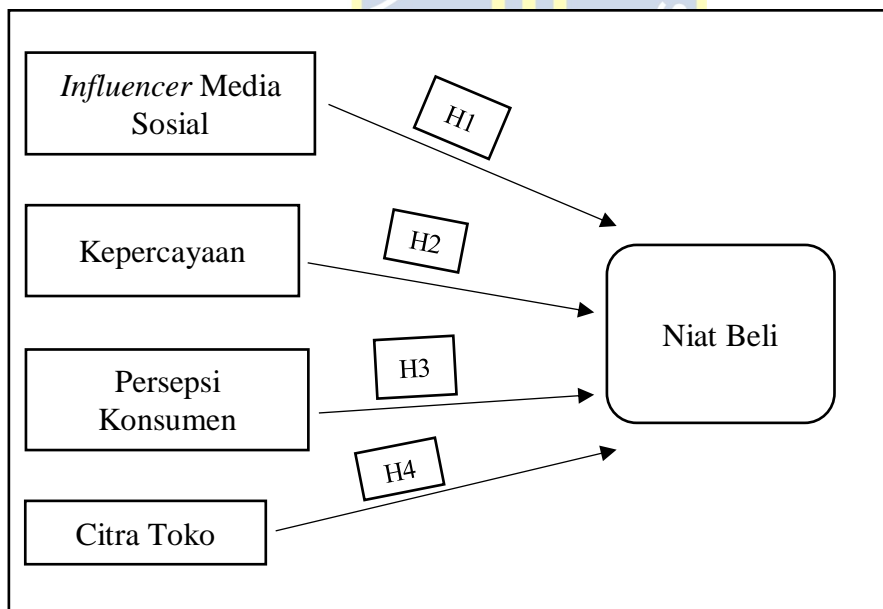 Influencer Media
Sosial
H1
Kepercayaan
H2
Niat Beli
Persepsi
Konsumen
H3
Citra Toko
H4